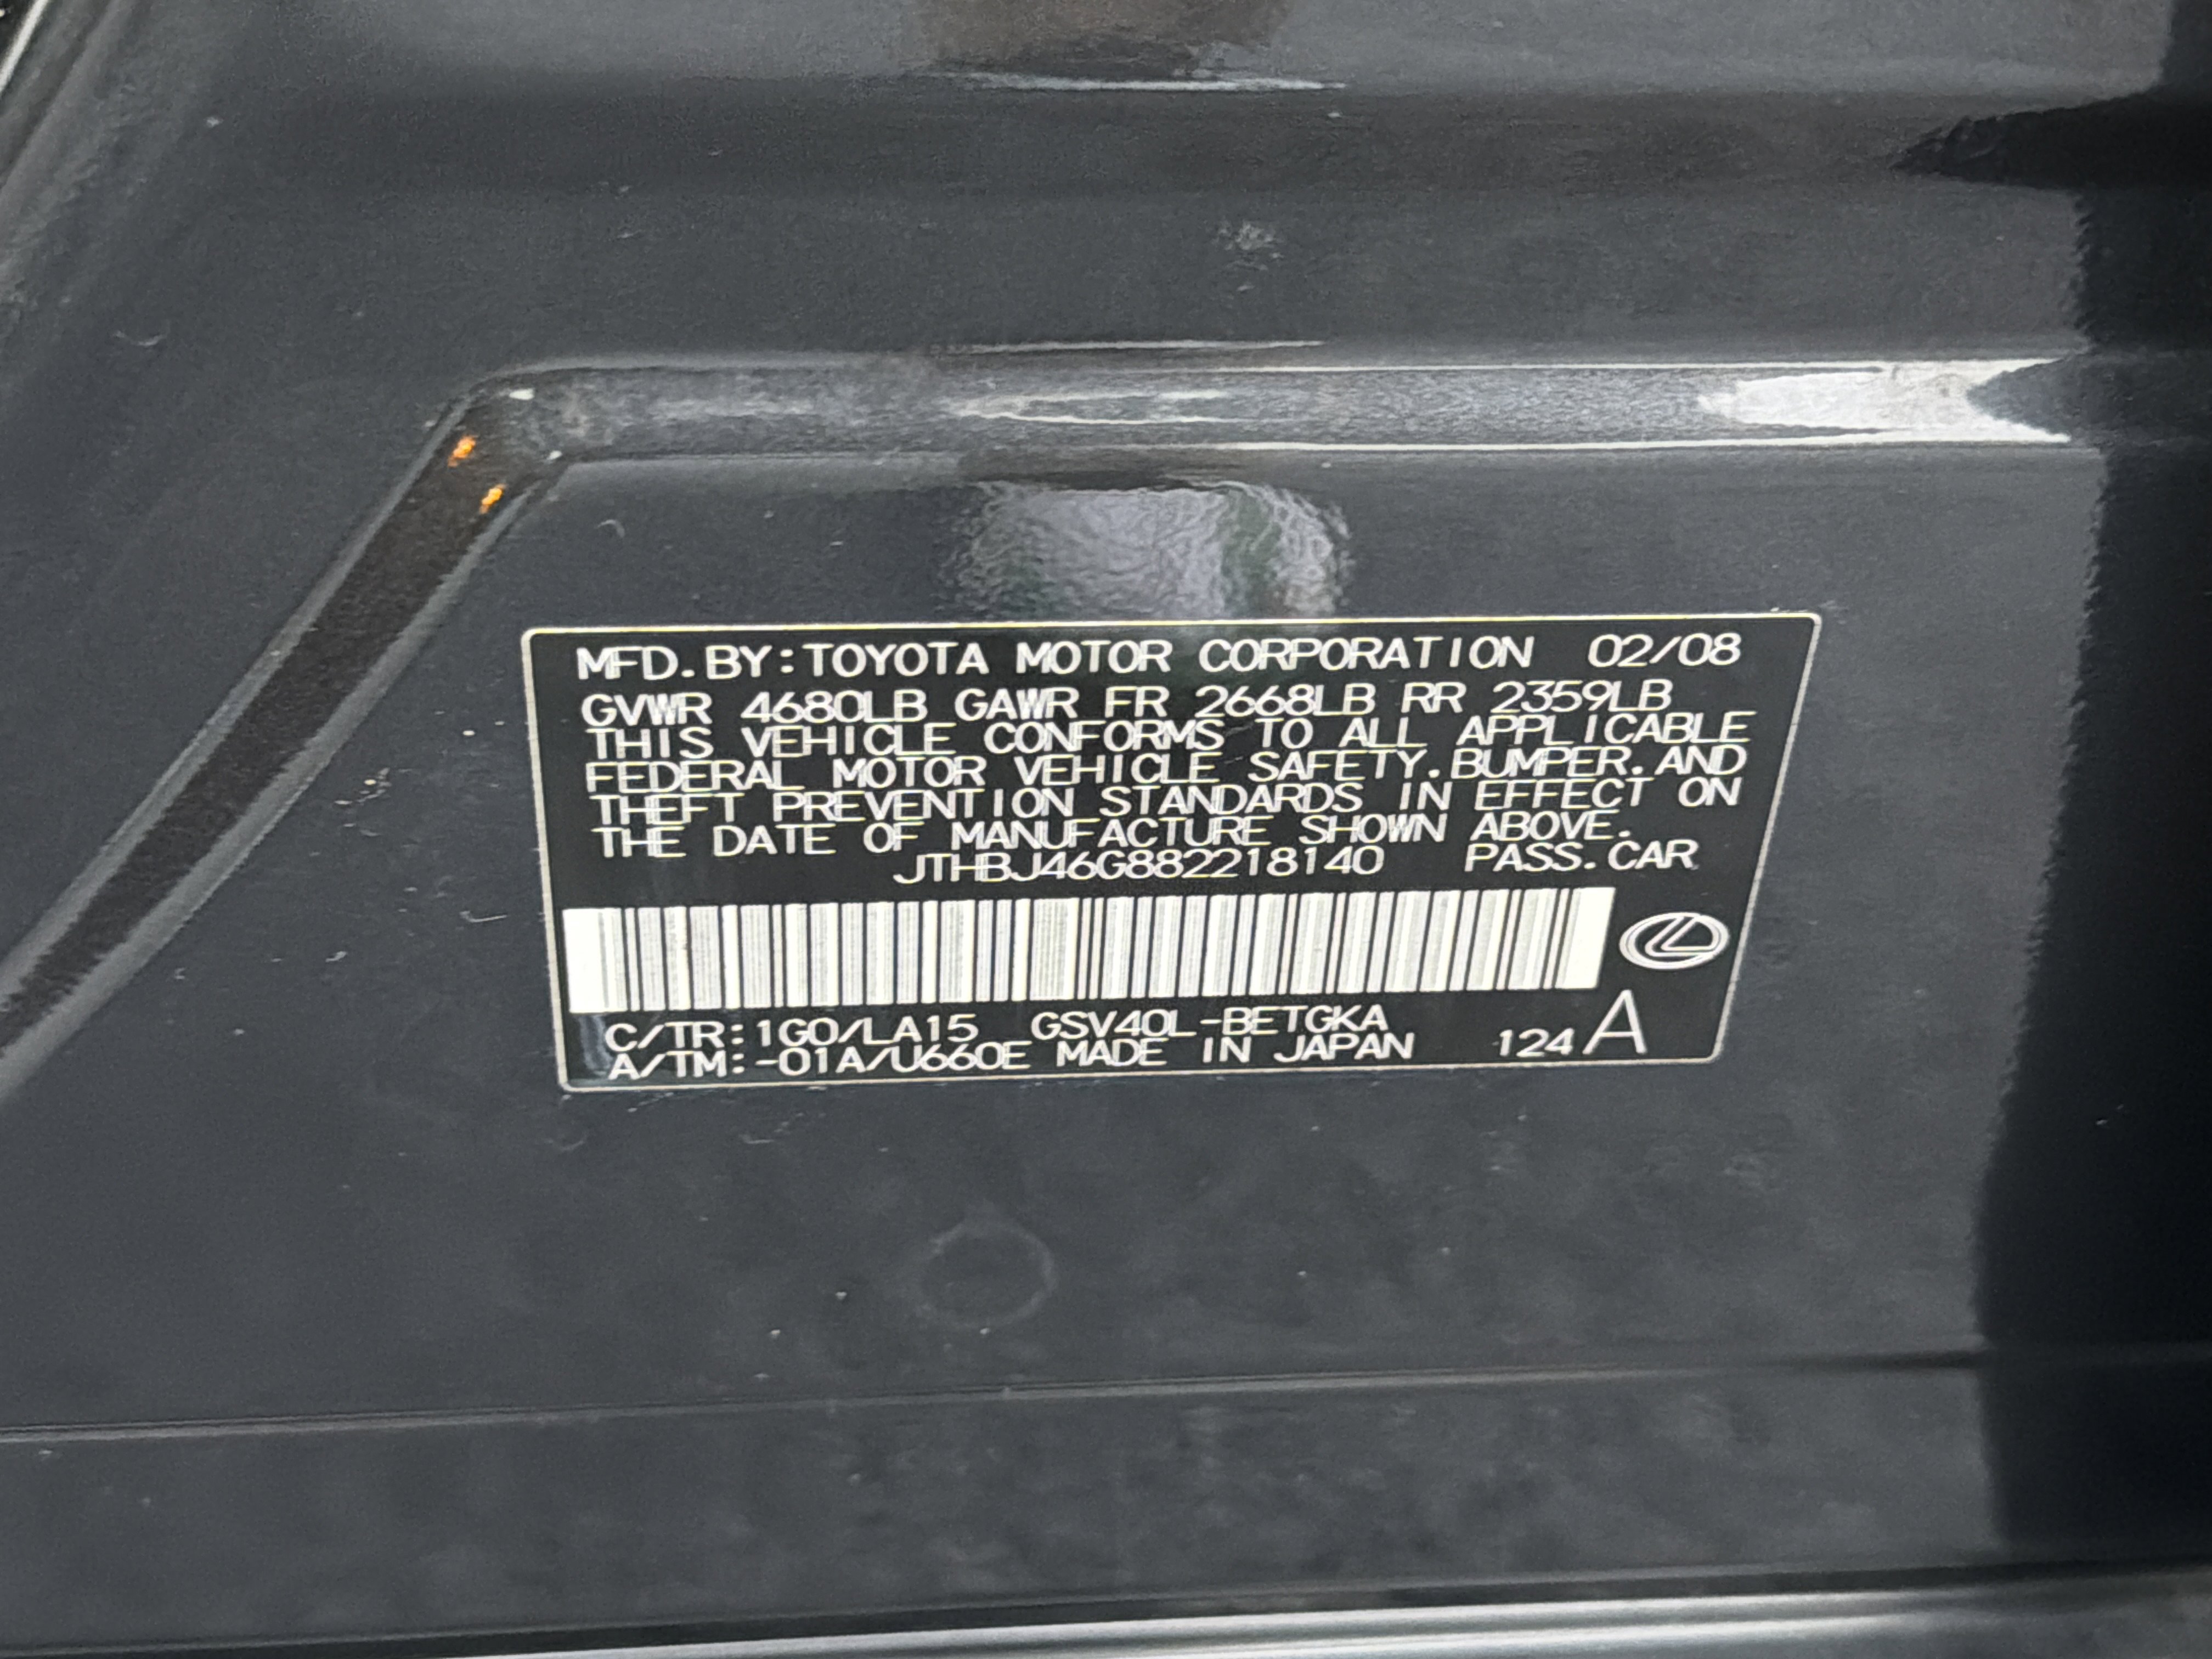 MFD.BY:TOYOTA MOTOR CORPORATION 02/08
GVWR 4680LB GAWR FR 2668LB RR 2359LB
THIS VEHICLE CONFORMS TO ALL APPLICABLE
FEDERAL MOTOR VEHICLE SAFETY.BUMPER.AND
THEFT PREVENTION STANDARDS IN EFFECT ON
THE DATE OF MANUFACTURE SHOWN ABOVE.
JTHBJ46G882218140 PASS.CAR
C/TR:1G0/LA15 GSV40L-BETGKA
A/TM:-01A/U660E MADE IN JAPAN 124 A